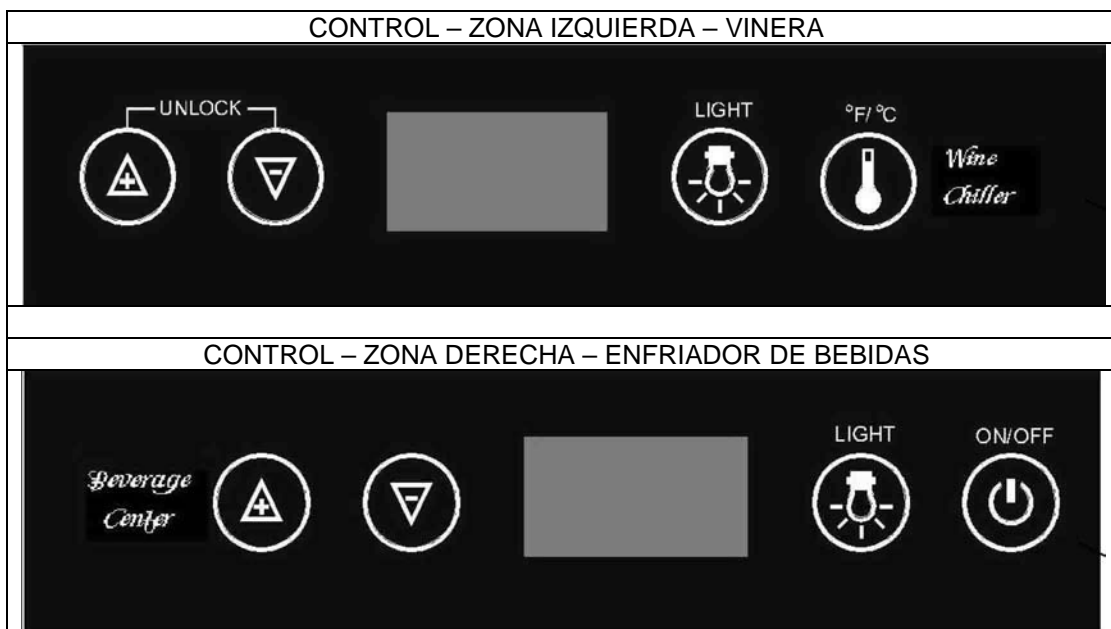 CONTROL – ZONA IZQUIERDA – VINERA
UNLOCK
LIGHT
°F/ °C
Wine
Chiller
CONTROL – ZONA DERECHA – ENFRIADOR DE BEBIDAS
Beverage
Center
LIGHT
ON/OFF